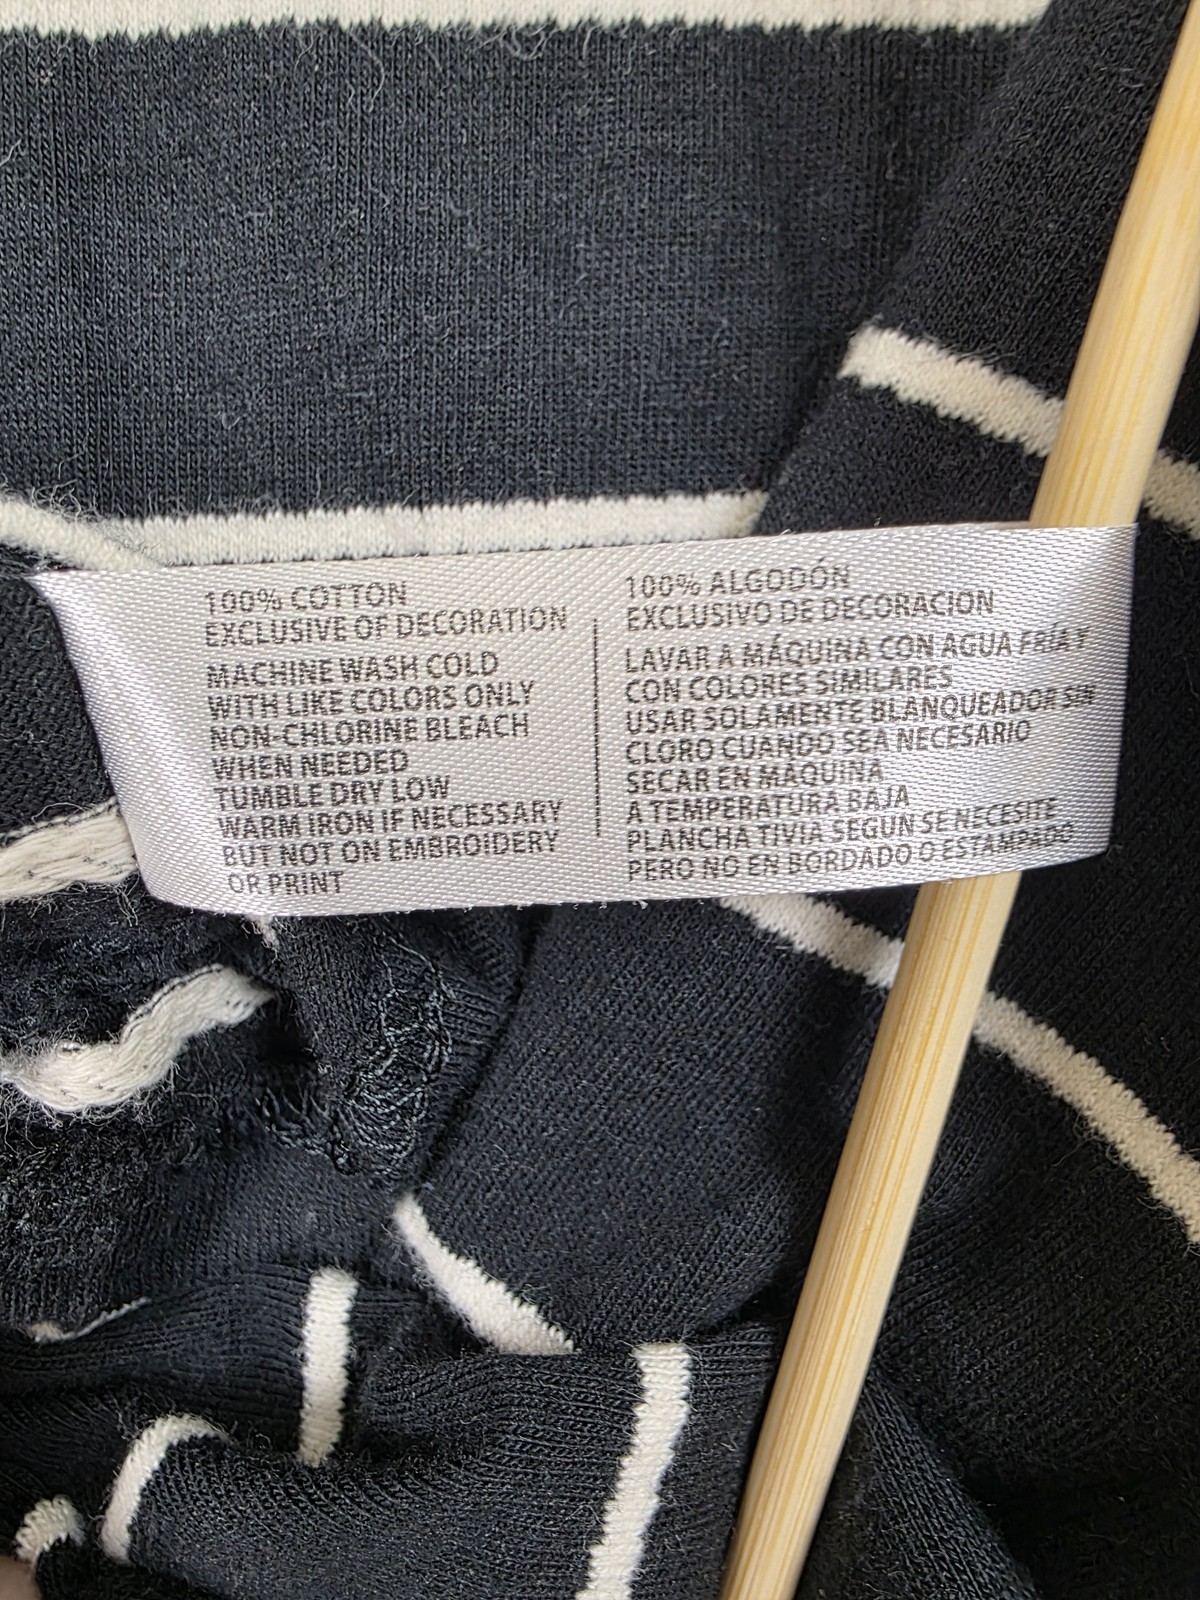 100% COTTON
EXCLUSIVE OF DECORATION
MACHINE WASH COLD
WITH LIKE COLORS ONLY
NON-CHLORINE BLEACH
WHEN NEEDED
TUMBLE DRY LOW
WARM IRON IF NECESSARY
BUT NOT ON EMBROIDERY
OR PRINT
100% ALGODÓN
EXCLUSIVO DE DECORACION
LAVAR A MÁQUINA CON AGUA FRÍA Y
CON COLORES SIMILARES
USAR SOLAMENTE BLANQUEADOR SIN
CLORO CUANDO SEA NECESARIO
SECAR EN MÁQUINA
A TEMPERATURA BAJA
PLANCHA TIVIA SEGUN SE NECESITE
PERO NO EN BORDADO O ESTAMPADO